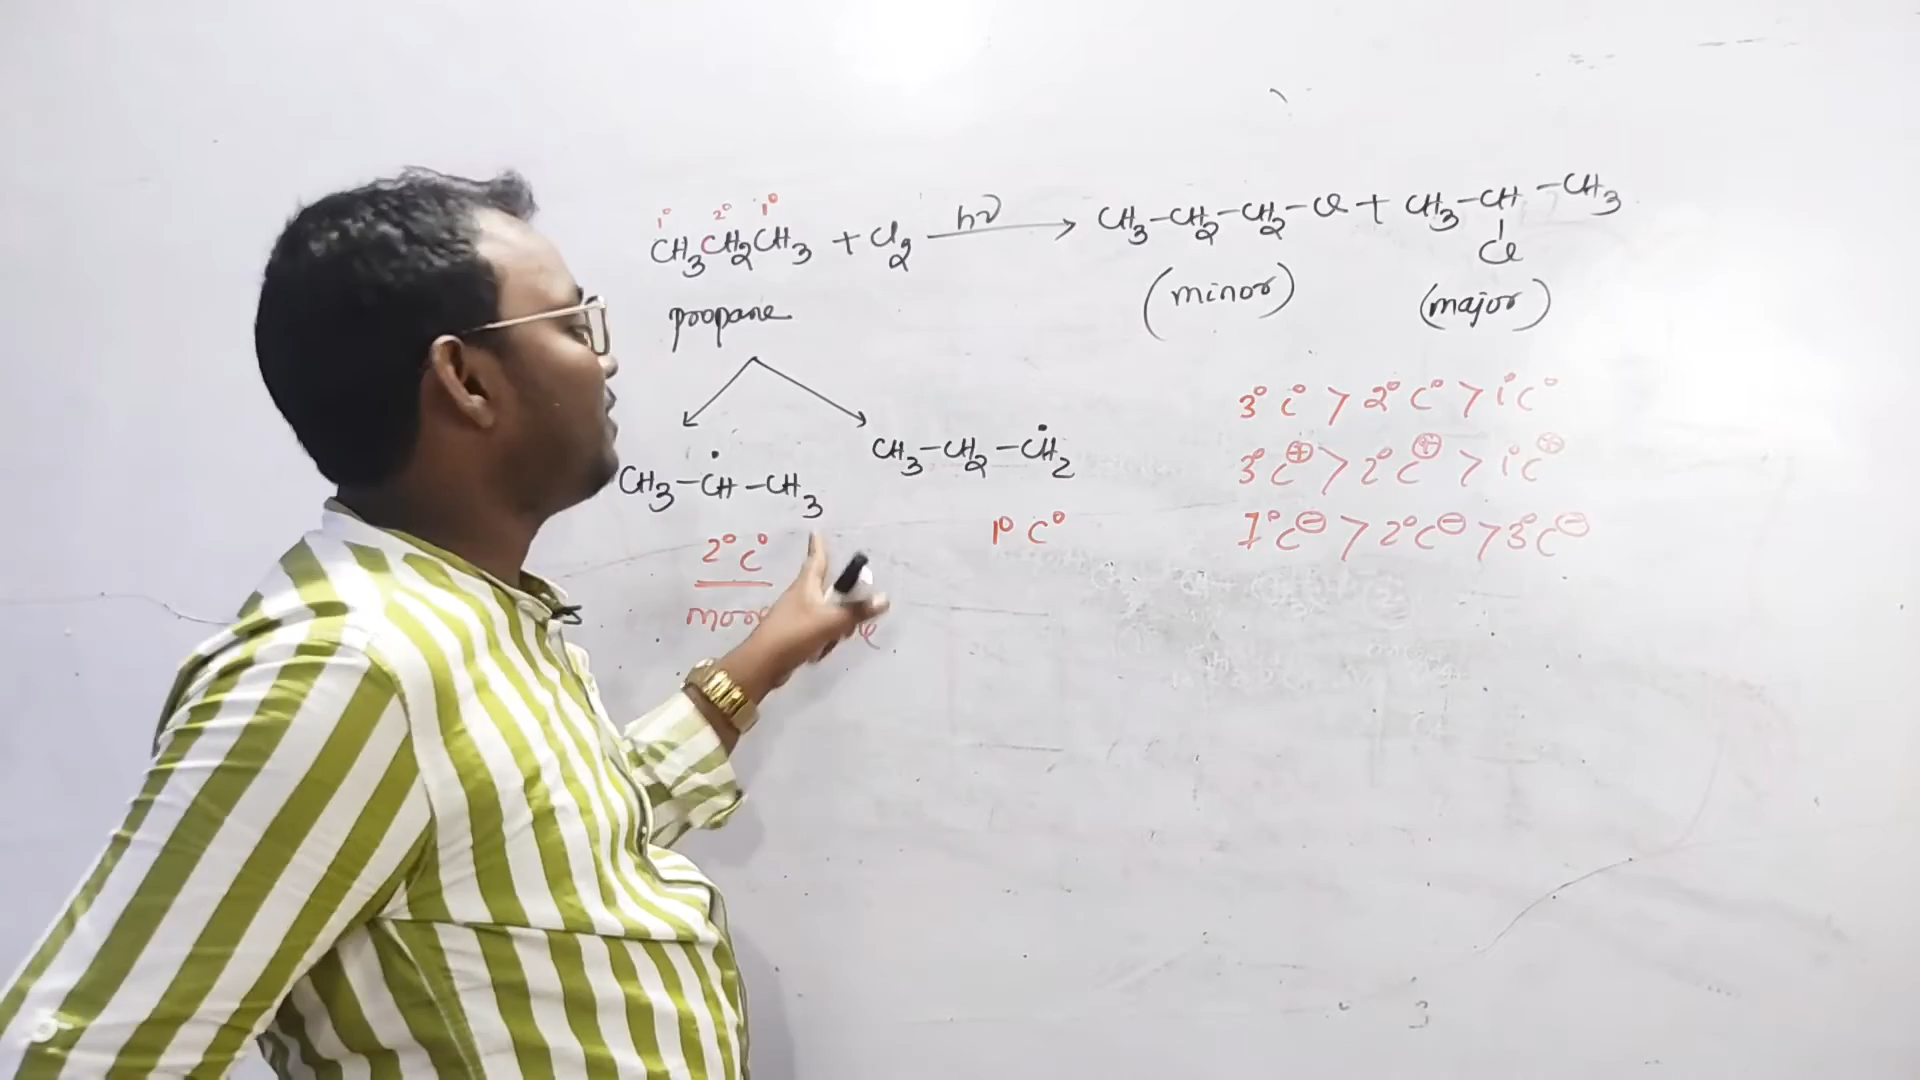 1° 2° 1°
CH3CH2CH3 + Cl2 hν → CH3-CH2-CH2-Cl + CH3-CH-CH3
Cl
propane (minor) (major)
3° C° > 2° C° > 1° C°
CH3-ĊH-CH3 CH3-CH2-ĊH2
3° C⊕ > 2° C⊕ > 1° C⊕
2° C° 1° C° 1° C⊖ > 2° C⊖ > 3° C⊖